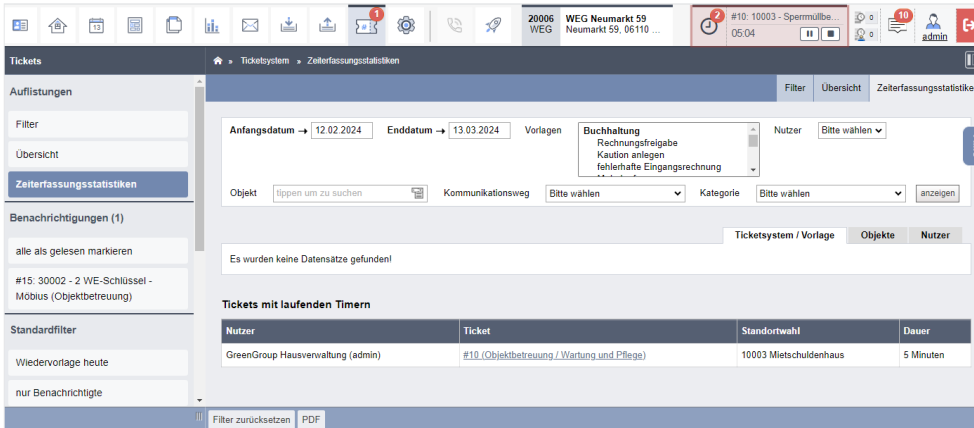 13
# 1
1
20006 WEG Neumarkt 59
WEG Neumarkt 59, 06110 ...
2
#10: 10003 - Sperrmüllbe...
05:04
0
0
10
admin
Tickets
» Ticketsystem » Zeiterfassungsstatistiken
Auflistungen
Filter
Übersicht
Zeiterfassungsstatistiken
Benachrichtigungen (1)
alle als gelesen markieren
#15: 30002 - 2 WE-Schlüssel -
Möbius (Objektbetreuung)
Standardfilter
Wiedervorlage heute
nur Benachrichtigte
Filter Übersicht Zeiterfassungsstatistike
Anfangsdatum → 12.02.2024 Enddatum → 13.03.2024 Vorlagen Buchhaltung Nutzer Bitte wählen
Rechnungsfreigabe
Kaution anlegen
fehlerhafte Eingangsrechnung
Objekt tippen um zu suchen Kommunikationsweg Bitte wählen Kategorie Bitte wählen anzeigen
Ticketsystem / Vorlage Objekte Nutzer
Es wurden keine Datensätze gefunden!
Tickets mit laufenden Timern
Nutzer Ticket Standortwahl Dauer
GreenGroup Hausverwaltung (admin) #10 (Objektbetreuung / Wartung und Pflege) 10003 Mietschuldenhaus 5 Minuten
Filter zurücksetzen PDF